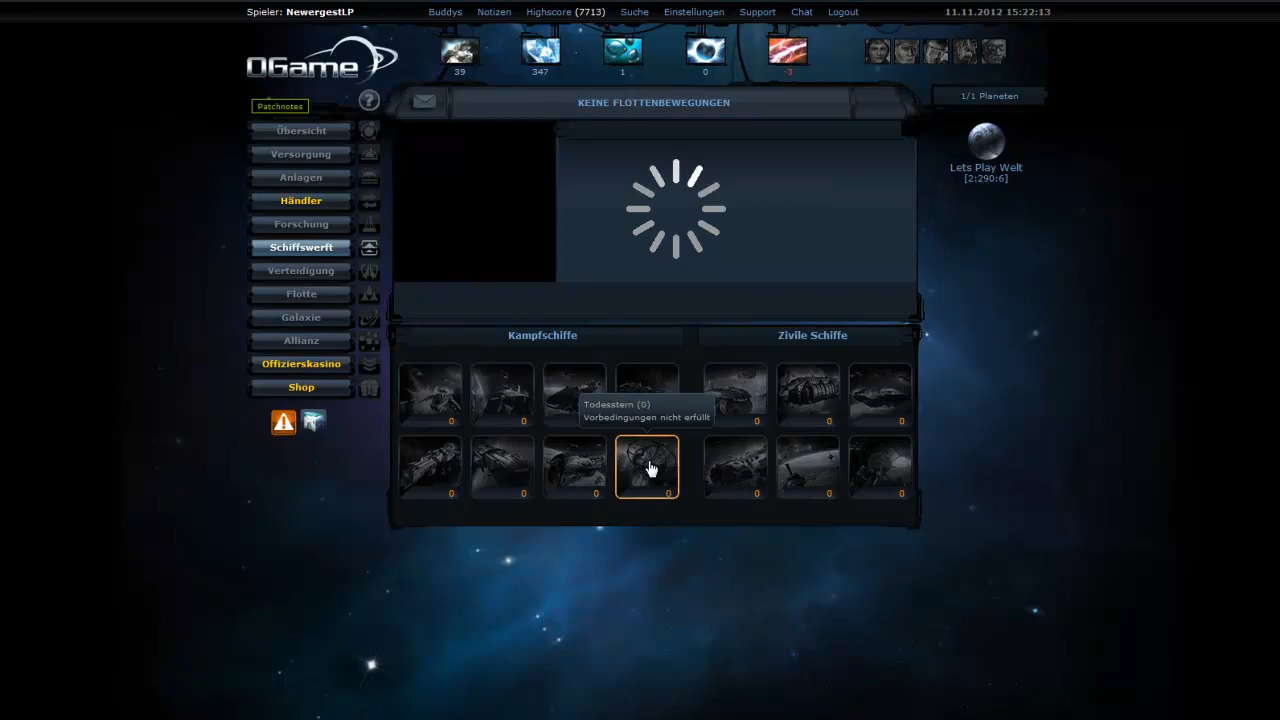 Spieler: NewergestLP
Buddys Notizen Highscore (7713) Suche Einstellungen Support Chat Logout
11.11.2012 15:22:13
OGame
39 347 1 0 -3
Patchnotes
?
KEINE FLOTTENBEWEGUNGEN
1/1 Planeten
Lets Play Welt
[2:290:6]
Übersicht
Versorgung
Anlagen
Händler
Forschung
Schiffswerft
Verteidigung
Flotte
Galaxie
Allianz
Offizierskasino
Shop
Kampfschiffe
Zivile Schiffe
Todesstern (0)
Vorbedingungen nicht erfüllt
0 0 0 0 0
0 0 0 0 0 0 0